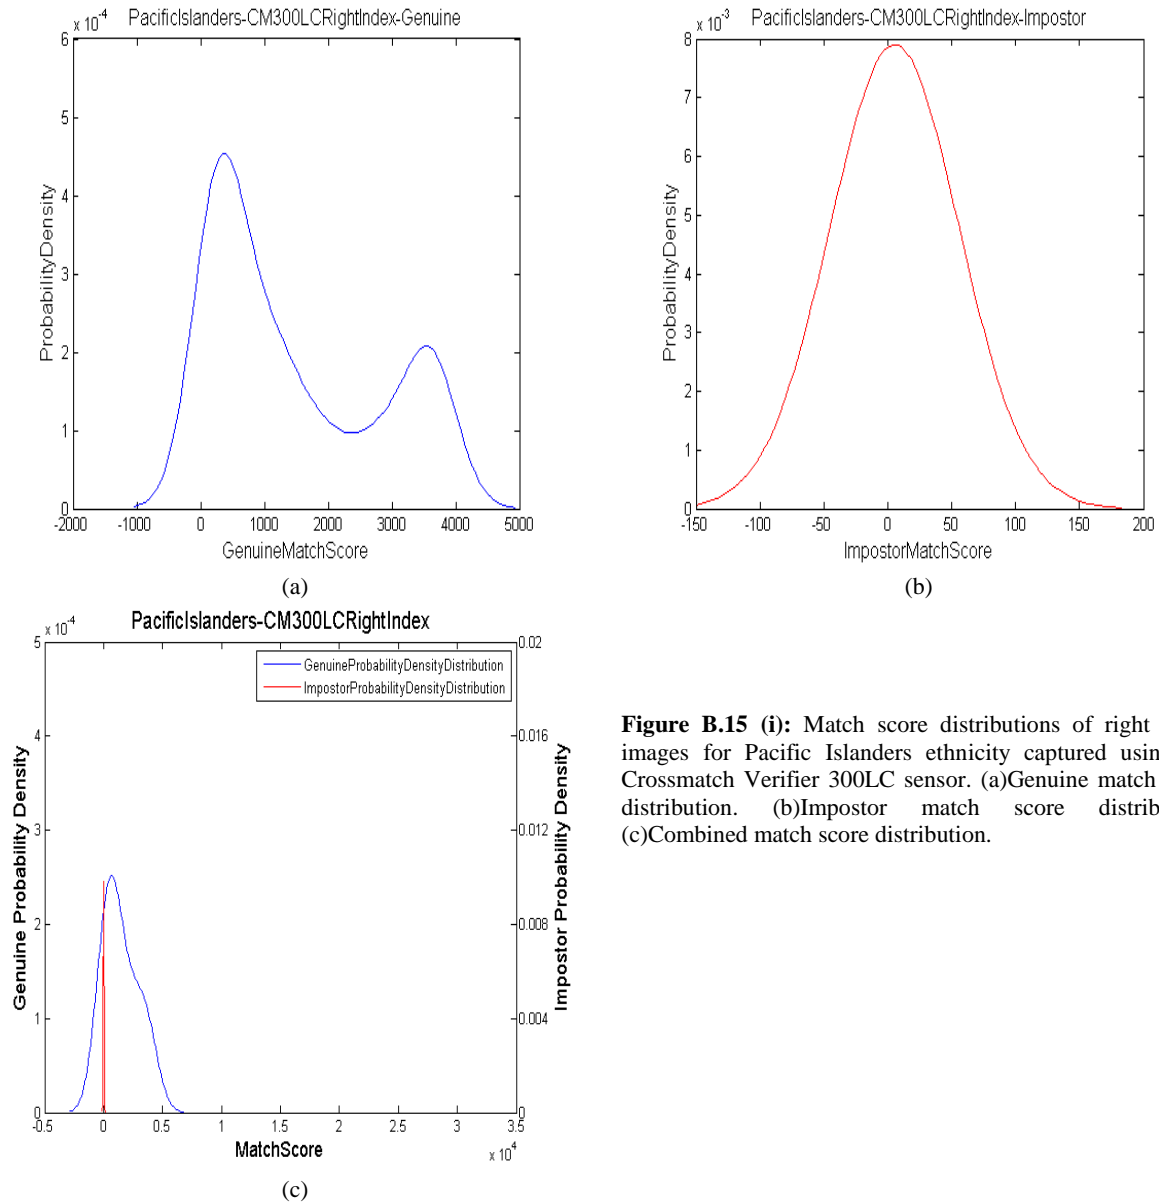 PacificIslanders-CM300LCRightIndex-Genuine
x 10-4
6
5
4
3
2
1
0
ProbabilityDensity
-2000 -1000 0 1000 2000 3000 4000 5000
GenuineMatchScore
(a)
PacificIslanders-CM300LCRightIndex-Impostor
x 10-3
8
7
6
5
4
3
2
1
0
ProbabilityDensity
-150 -100 -50 0 50 100 150 200
ImpostorMatchScore
(b)
PacificIslanders-CM300LCRightIndex
x 10-4
5
4
3
2
1
0
Genuine Probability Density
GenuineProbabilityDensityDistribution
ImpostorProbabilityDensityDistribution
0.02
0.016
0.012
0.008
0.004
0
Impostor Probability Density
-0.5 0 0.5 1 1.5 2 2.5 3 3.5
MatchScore
x 10 4
(c)
Figure B.15 (i): Match score distributions of right
images for Pacific Islanders ethnicity captured usin
Crossmatch Verifier 300LC sensor. (a)Genuine match
distribution. (b)Impostor match score distrib
(c)Combined match score distribution.